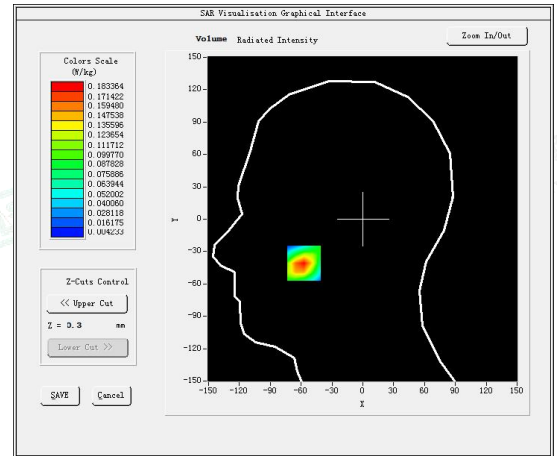 SAR Visualisation Graphical Interface
Volume Radiated Intensity
Zoom In/Out
Colors Scale
(W/kg)
0.183364
0.171422
0.159480
0.147538
0.135596
0.123654
0.111712
0.099770
0.087828
0.075886
0.063944
0.052002
0.040060
0.028118
0.016175
0.004233
Z-Cuts Control
<< Upper Cut
Z = 0.3 mm
Lower Cut >>
SAVE Cancel
150
120
90
60
30
0
-30
-60
-90
-120
-150
Y
-150 -120 -90 -60 -30 0 30 60 90 120 150
X